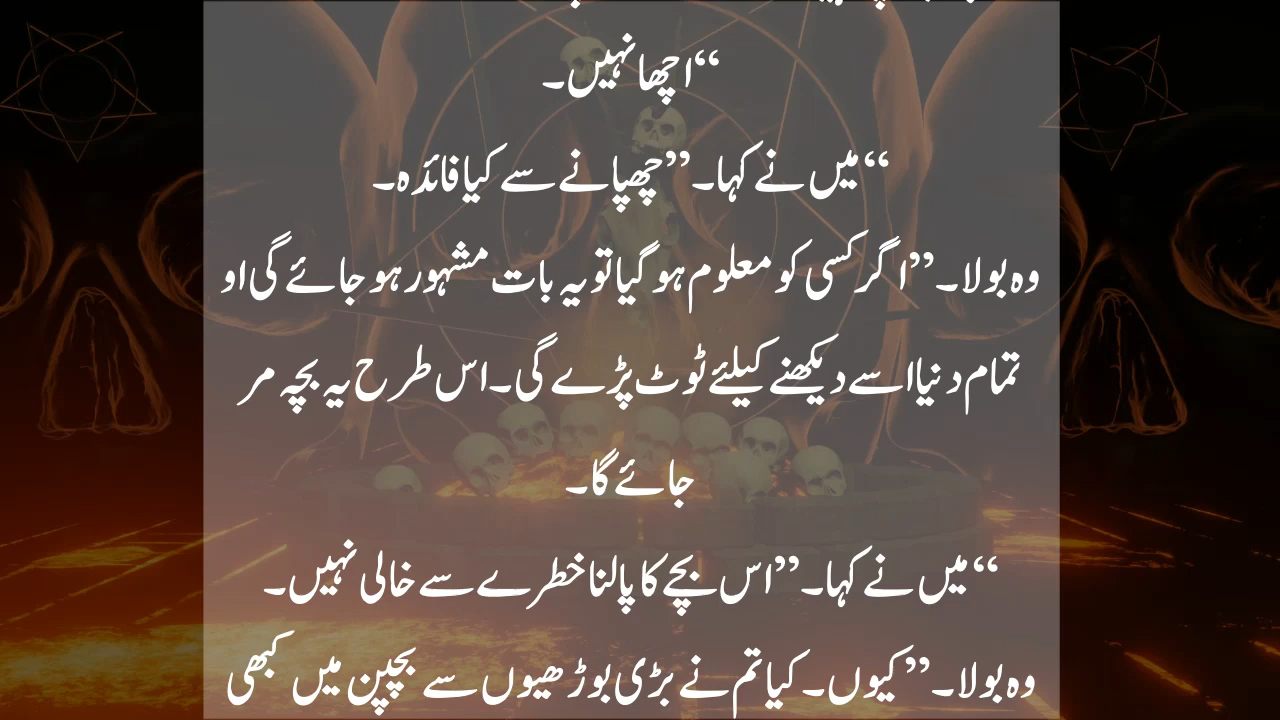 “اچھا نہیں۔
“میں نے کہا۔ ”چھپانے سے کیا فائدہ۔
وہ بولا۔ ”اگر کسی کو معلوم ہو گیا تو یہ بات مشہور ہو جائے گی او
تمام دنیا اسے دیکھنے کیلئے ٹوٹ پڑے گی۔ اس طرح یہ بچہ مر
جائے گا۔
“میں نے کہا۔ ”اس بچے کا پالنا خطرے سے خالی نہیں۔
وہ بولا۔ ”کیوں۔ کیا تم نے بڑی بوڑھیوں سے بچپن میں کبھی